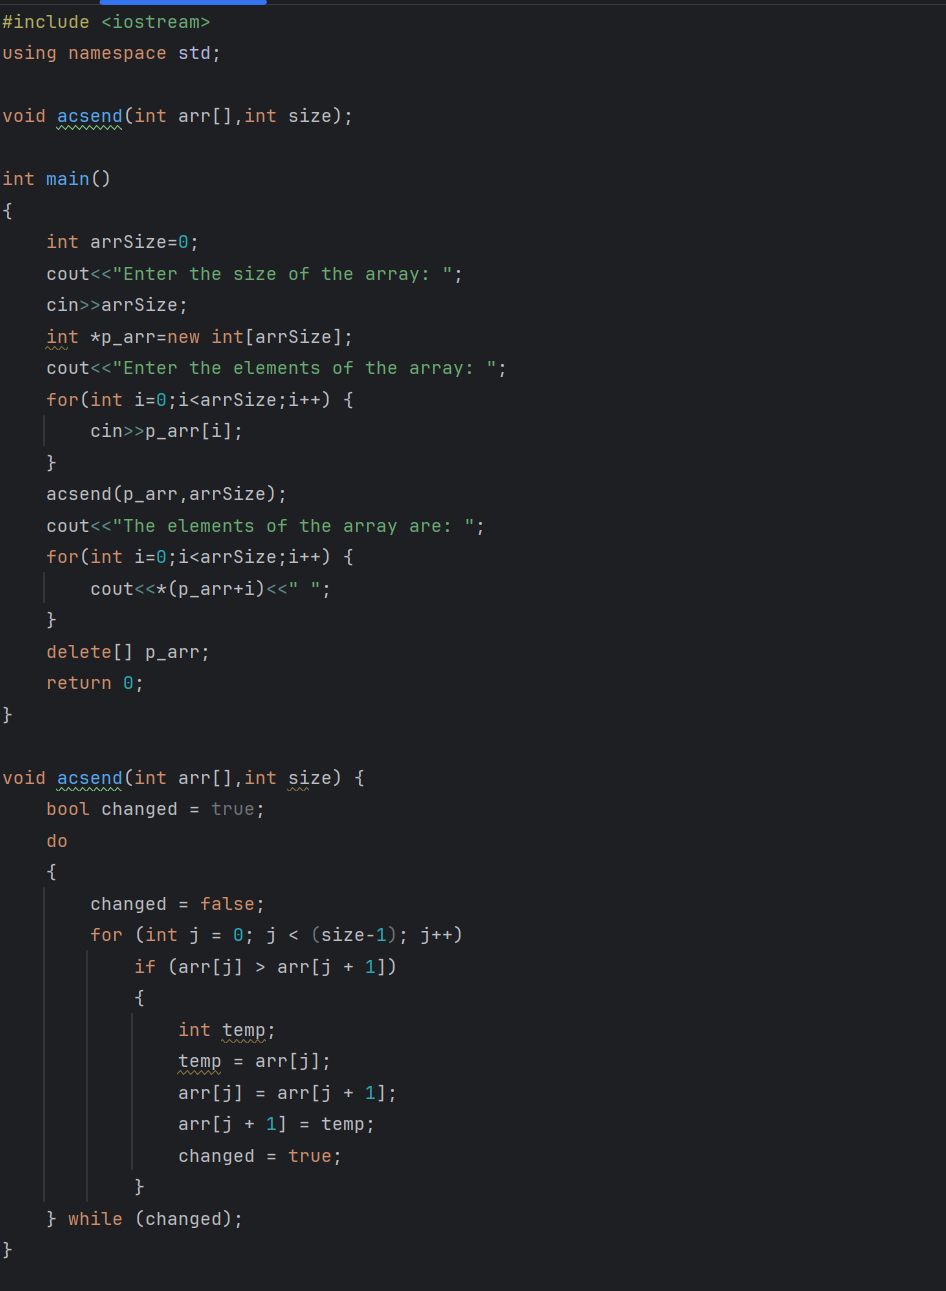 #include <iostream>
using namespace std;
void acsend(int arr[],int size);
int main()
{
    int arrSize=0;
    cout<<"Enter the size of the array: ";
    cin>>arrSize;
    int *p_arr=new int[arrSize];
    cout<<"Enter the elements of the array: ";
    for(int i=0;i<arrSize;i++) {
        cin>>p_arr[i];
    }
    acsend(p_arr,arrSize);
    cout<<"The elements of the array are: ";
    for(int i=0;i<arrSize;i++) {
        cout<<*(p_arr+i)<<" ";
    }
    delete[] p_arr;
    return 0;
}
void acsend(int arr[],int size) {
    bool changed = true;
    do
    {
        changed = false;
        for (int j = 0; j < (size-1); j++)
            if (arr[j] > arr[j + 1])
            {
                int temp;
                temp = arr[j];
                arr[j] = arr[j + 1];
                arr[j + 1] = temp;
                changed = true;
            }
    } while (changed);
}